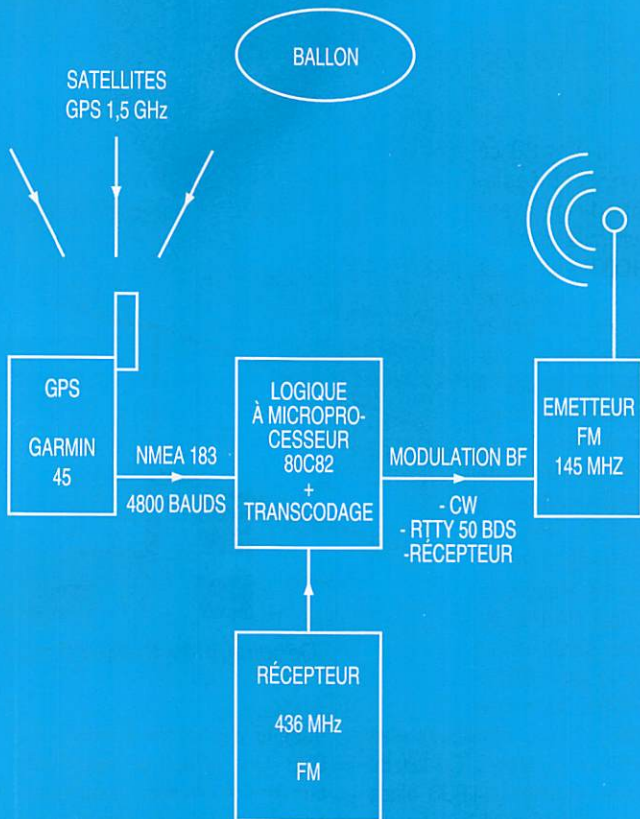 BALLON
SATELLITES
GPS 1,5 GHz
GPS
GARMIN
45
NMEA 183
4800 BAUDS
LOGIQUE
À MICROPRO-
CESSEUR
80C82
+
TRANSCODAGE
MODULATION BF
- CW
- RTTY 50 BDS
-RÉCEPTEUR
EMETTEUR
FM
145 MHZ
RÉCEPTEUR
436 MHz
FM